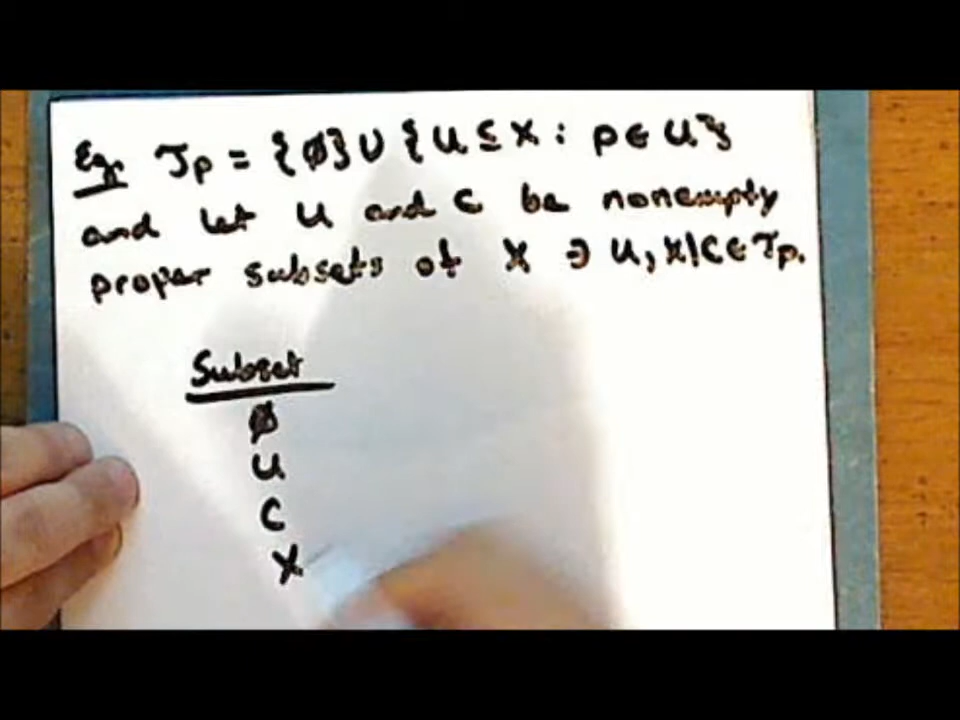 Eg. Tp = {ø} ∪ {U ⊆ X : p ∈ U}
and let U and C be nonempty
proper subsets of X ∋ U, X\C ∈ Tp.
Subset
ø
U
C
X